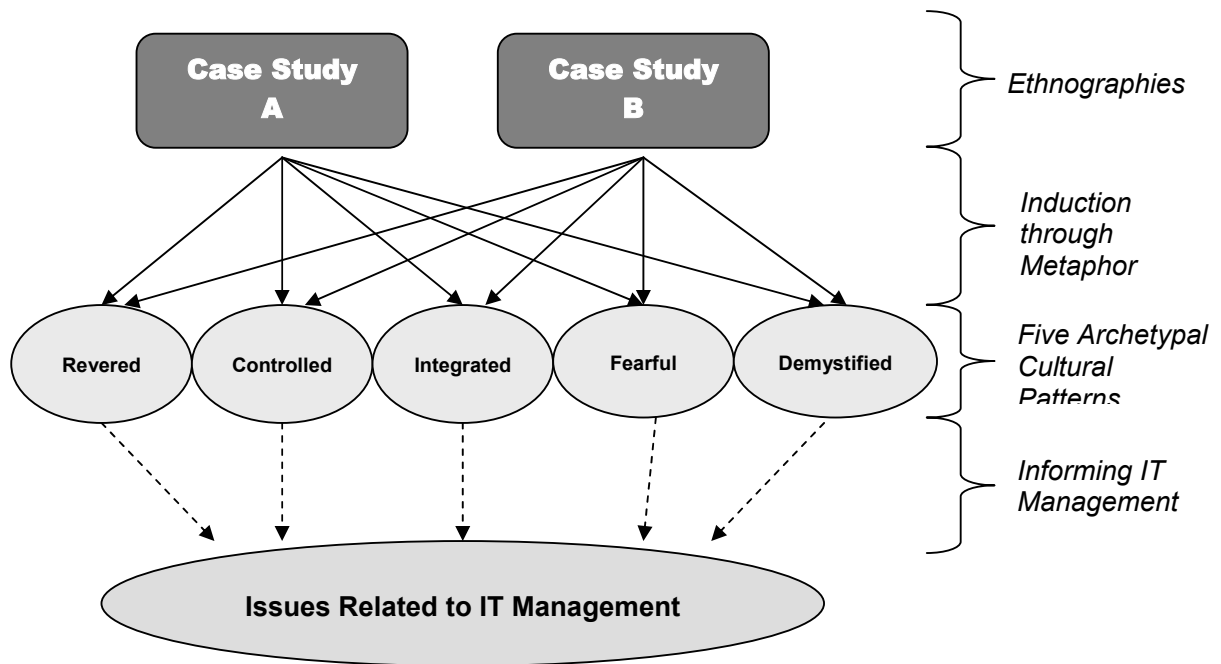 Case Study
A
Case Study
B
Ethnographies
Induction
through
Metaphor
Revered
Controlled
Integrated
Fearful
Demystified
Five Archetypal
Cultural
Patterns
Informing IT
Management
Issues Related to IT Management